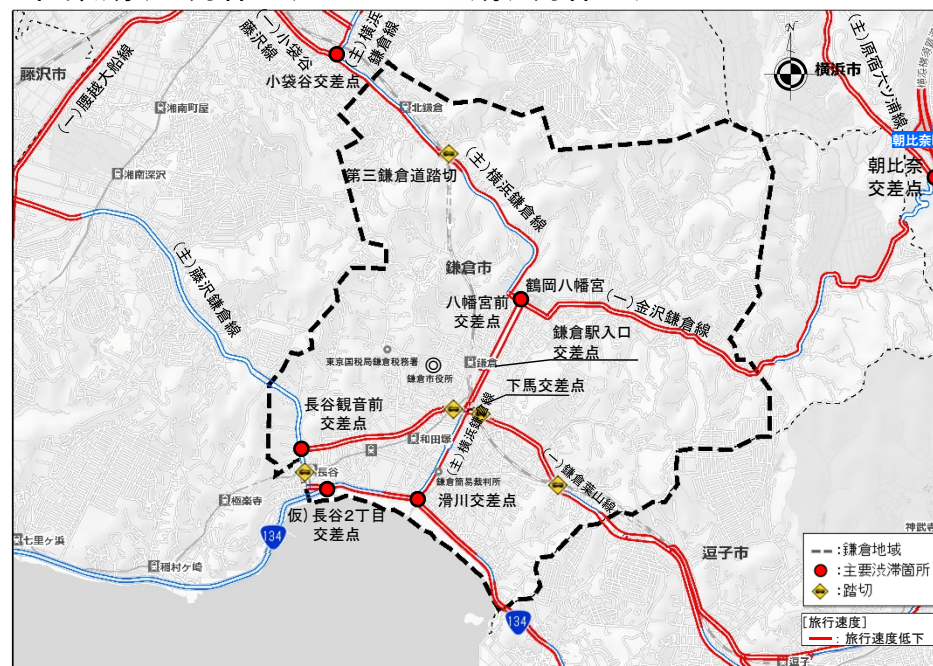 (一)小袋谷
藤沢線
(主)横浜
鎌倉線
(一)腰越大船線
藤沢市
小袋谷交差点
横浜市
(主)原宿六ツ浦線
朝比奈
朝比奈
交差点
湘南町屋
北鎌倉
第三鎌倉道踏切
(主)横浜鎌倉線
湘南深沢
(主)藤沢鎌倉線
鎌倉市
鶴岡八幡宮
八幡宮前
交差点
(一)金沢鎌倉線
鎌倉駅入口
交差点
東京国税局鎌倉税務署
鎌倉市役所
鎌倉
下馬交差点
長谷観音前
交差点
和田塚
(主)横浜鎌倉線
(一)鎌倉葉山線
長谷
鎌倉簡易裁判所
極楽寺
滑川交差点
仮)長谷2丁目
交差点
134
七里ヶ浜
稲村ケ崎
逗子市
神武寺
134
逗子
:鎌倉地域
:主要渋滞箇所
:踏切
[旅行速度]
:旅行速度低下